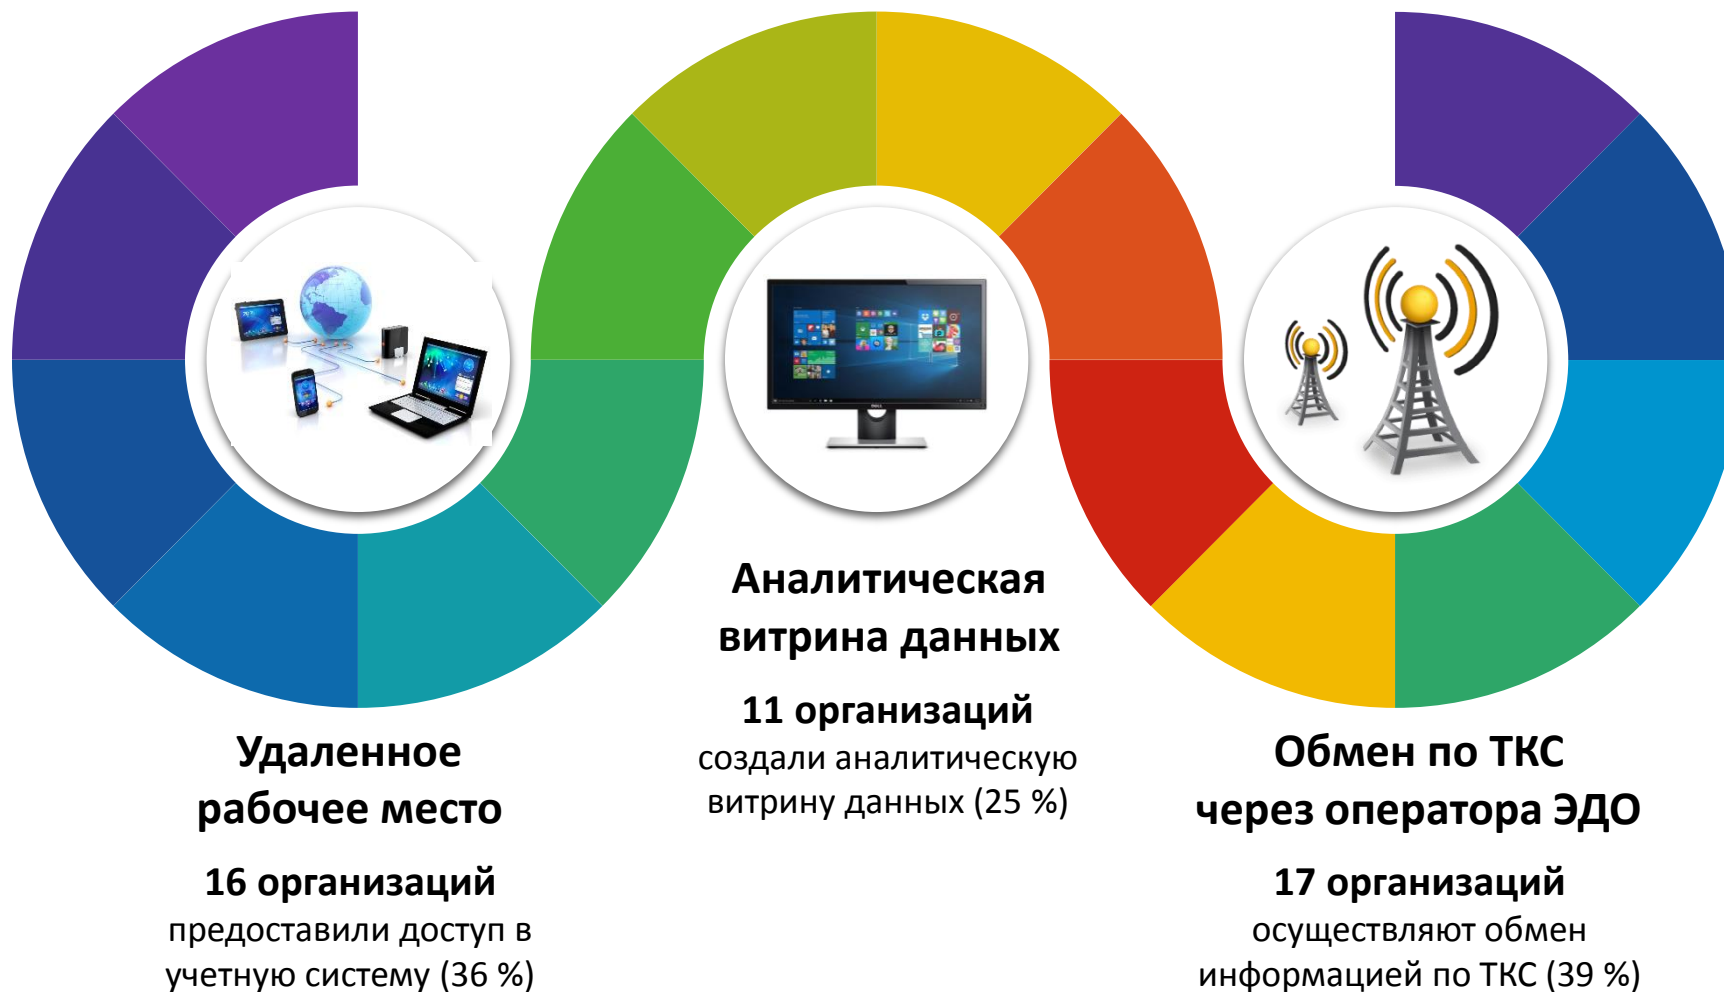 Удаленное
рабочее место
16 организаций
предоставили доступ в
учетную систему (36 %)
Аналитическая
витрина данных
11 организаций
создали аналитическую
витрину данных (25 %)
Обмен по ТКС
через оператора ЭДО
17 организаций
осуществляют обмен
информацией по ТКС (39 %)